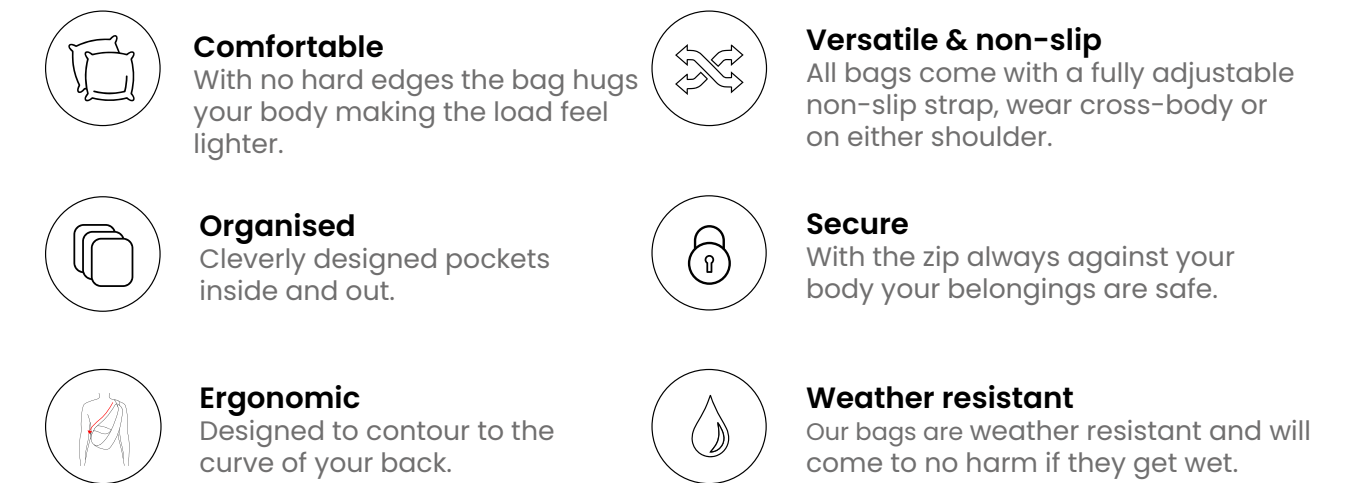 Comfortable
With no hard edges the bag hugs
your body making the load feel
lighter.
Versatile & non-slip
All bags come with a fully adjustable
non-slip strap, wear cross-body or
on either shoulder.
Organised
Cleverly designed pockets
inside and out.
Secure
With the zip always against your
body your belongings are safe.
Ergonomic
Designed to contour to the
curve of your back.
Weather resistant
Our bags are weather resistant and will
come to no harm if they get wet.